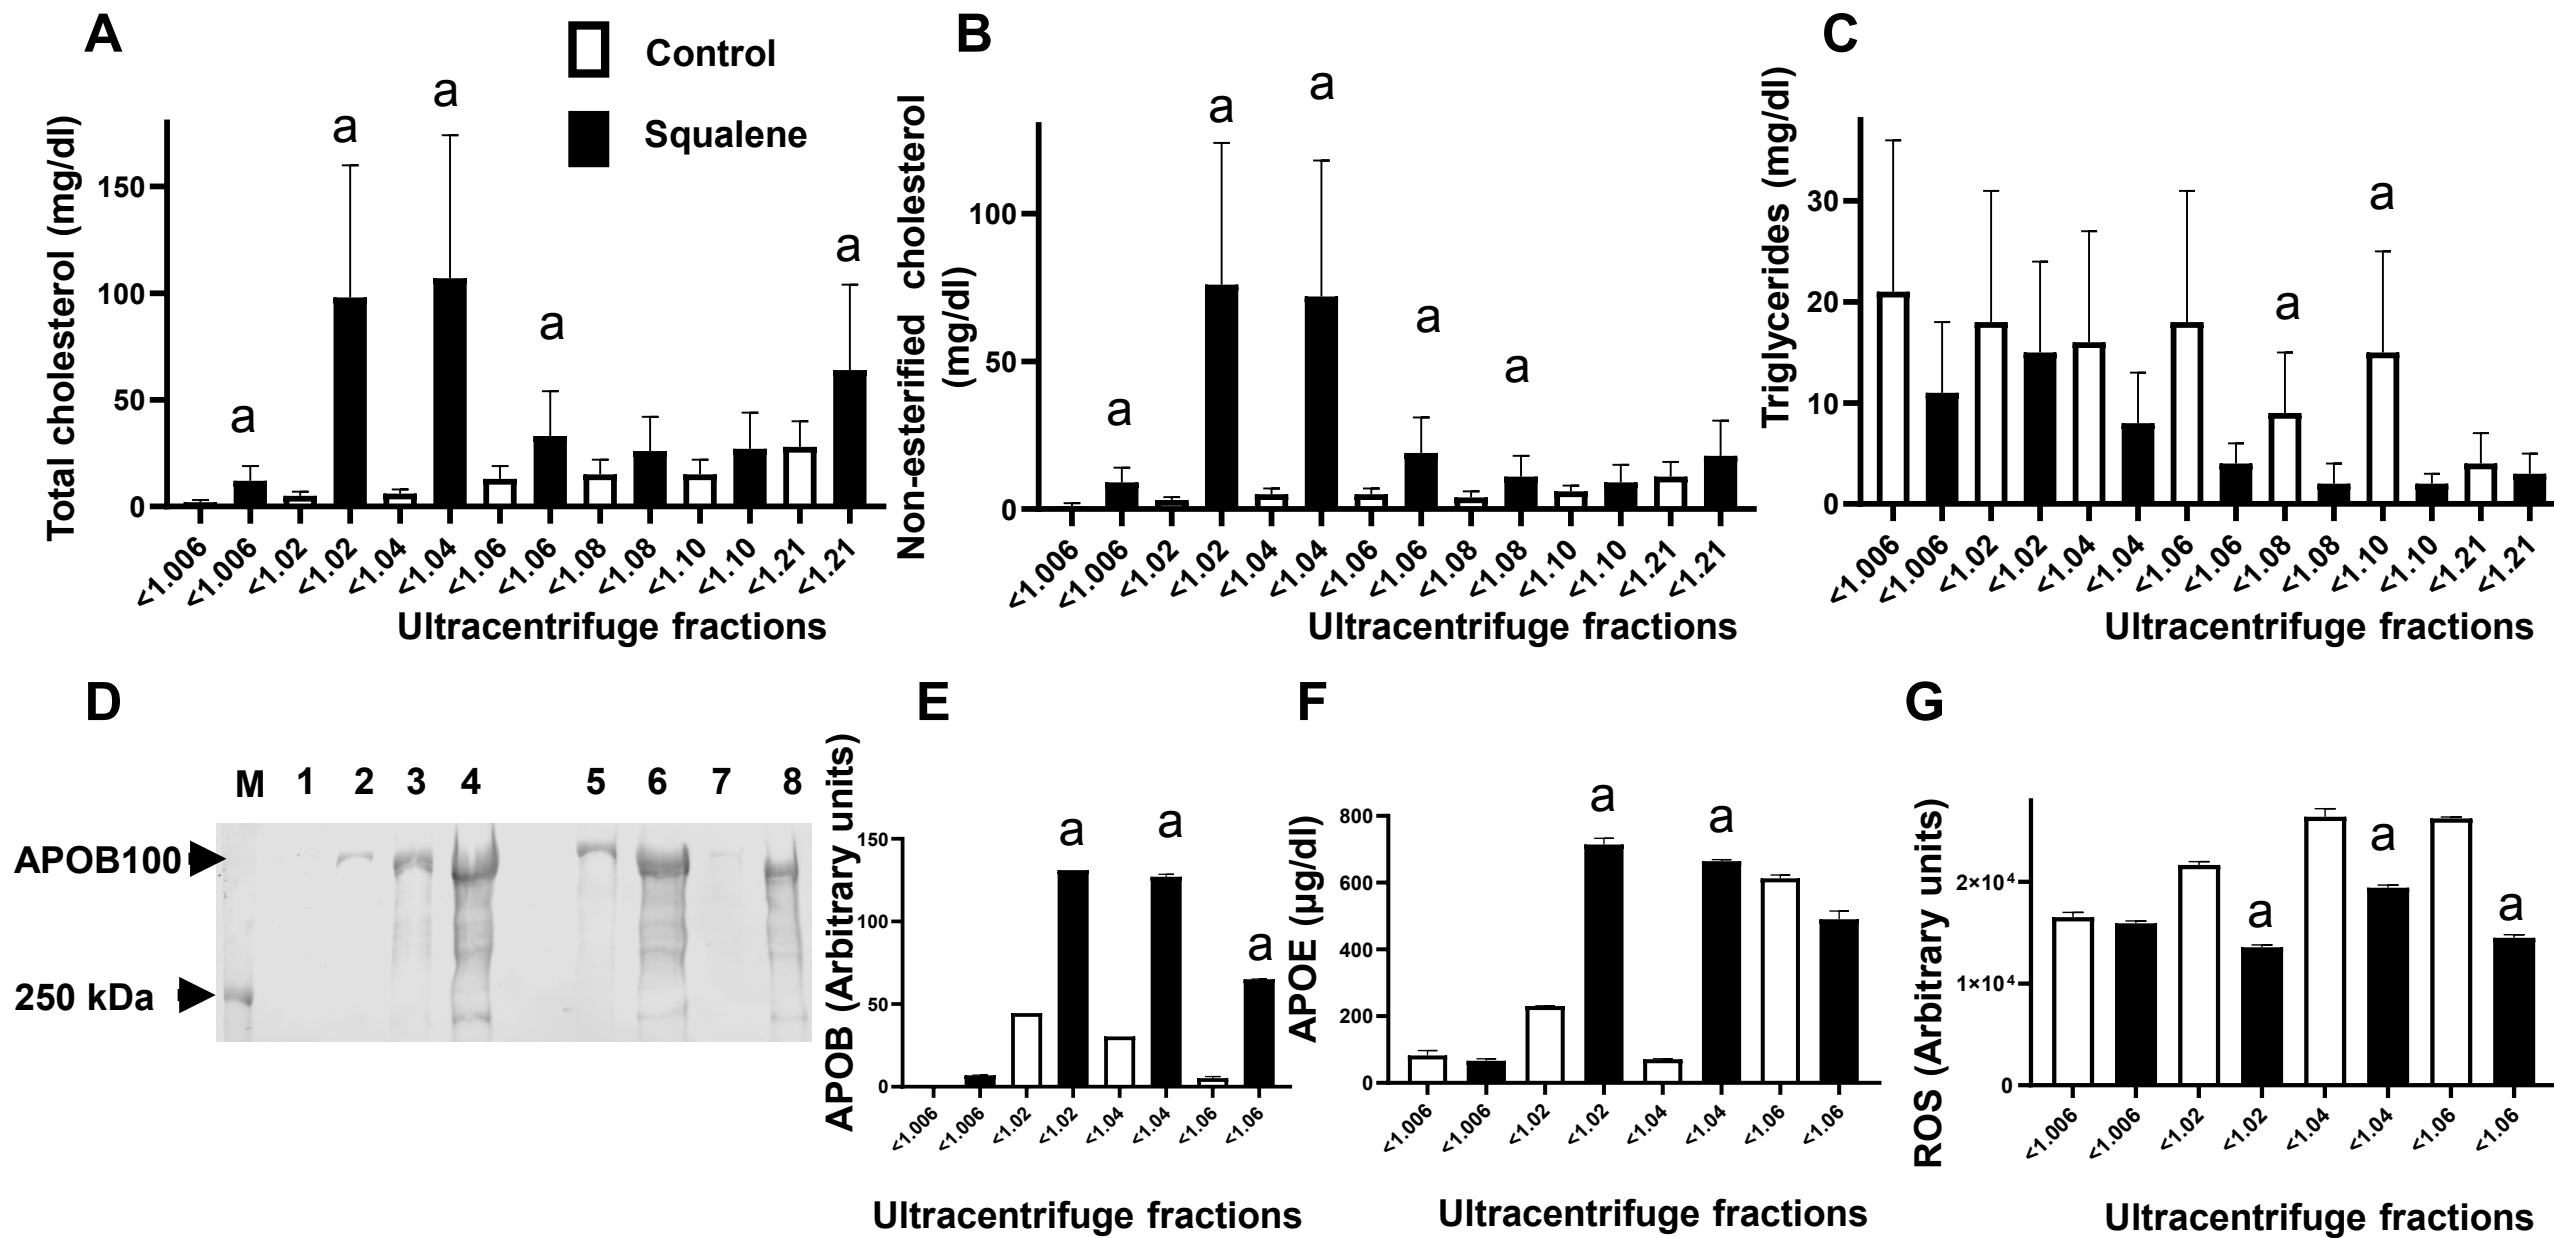 A
Control
Squalene
a
a
a
a
a
Total cholesterol (mg/dl)
150
100
50
0
<1.006
<1.006
<1.02
<1.02
<1.04
<1.04
<1.06
<1.06
<1.08
<1.08
<1.10
<1.10
<1.21
<1.21
Ultracentrifuge fractions
B
a
a
a
a
a
Non-esterified cholesterol
(mg/dl)
100
50
0
<1.006
<1.006
<1.02
<1.02
<1.04
<1.04
<1.06
<1.06
<1.08
<1.08
<1.10
<1.10
<1.21
<1.21
Ultracentrifuge fractions
C
a
a
Triglycerides (mg/dl)
30
20
10
0
<1.006
<1.006
<1.02
<1.02
<1.04
<1.04
<1.06
<1.06
<1.08
<1.08
<1.10
<1.10
<1.21
<1.21
Ultracentrifuge fractions
D
M 1 2 3 4 5 6 7 8
APOB100
250 kDa
E
a
a
a
APOB (Arbitrary units)
150
100
50
0
<1.006
<1.006
<1.02
<1.02
<1.04
<1.04
<1.06
<1.06
Ultracentrifuge fractions
F
a
a
APOE (µg/dl)
800
600
400
200
0
<1.006
<1.006
<1.02
<1.02
<1.04
<1.04
<1.06
<1.06
Ultracentrifuge fractions
G
a
a
a
ROS (Arbitrary units)
2×10⁴
1×10⁴
0
<1.006
<1.006
<1.02
<1.02
<1.04
<1.04
<1.06
<1.06
Ultracentrifuge fractions